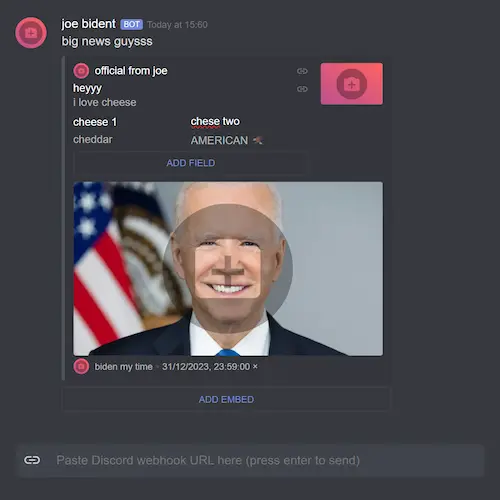 joe bident BOT Today at 15:60
big news guysss
official from joe
heyyy
i love cheese
cheese 1 chese two
cheddar AMERICAN
ADD FIELD
biden my time · 31/12/2023, 23:59:00 ×
ADD EMBED
Paste Discord webhook URL here (press enter to send)